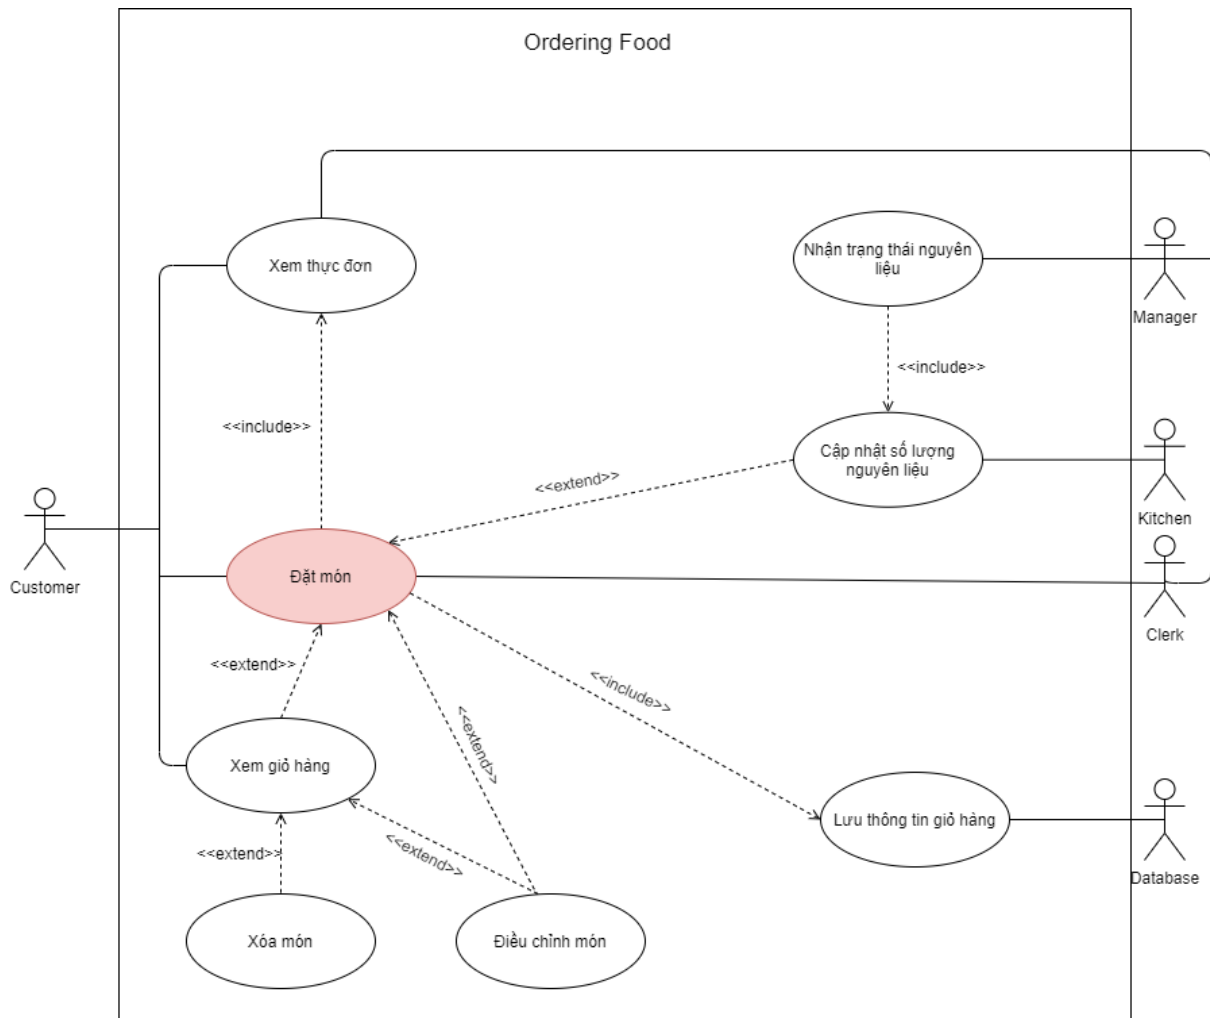 Ordering Food
Xem thực đơn
Nhận trạng thái nguyên
liệu
Manager
<<include>>
<<include>>
Cập nhật số lượng
nguyên liệu
<<extend>>
Kitchen
Customer
Đặt món
Clerk
<<extend>>
<<include>>
<<extend>>
Xem giỏ hàng
Lưu thông tin giỏ hàng
<<extend>>
<<extend>>
Database
Xóa món
Điều chỉnh món